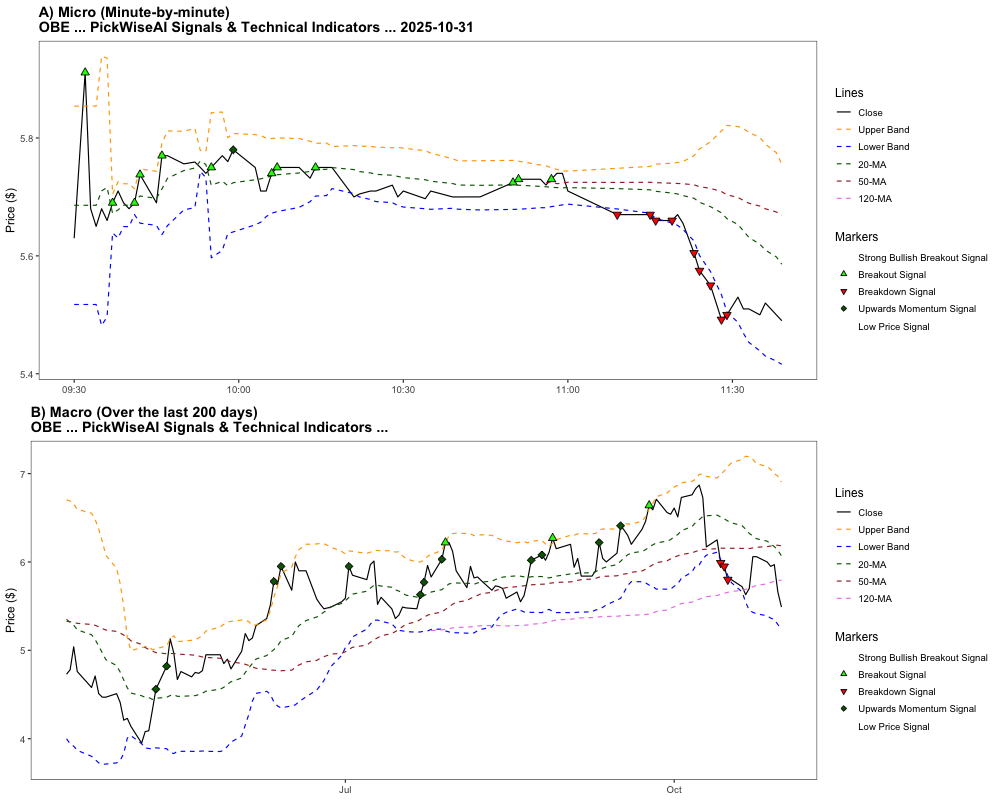 A) Micro (Minute-by-minute)
OBE ... PickWiseAI Signals & Technical Indicators ... 2025-10-31
Price ($)
5.8
5.6
5.4
09:30
10:00
10:30
11:00
11:30
Lines
Close
Upper Band
Lower Band
20-MA
50-MA
120-MA
Markers
Strong Bullish Breakout Signal
Breakout Signal
Breakdown Signal
Upwards Momentum Signal
Low Price Signal
B) Macro (Over the last 200 days)
OBE ... PickWiseAI Signals & Technical Indicators ...
Price ($)
7
6
5
4
Jul
Oct
Lines
Close
Upper Band
Lower Band
20-MA
50-MA
120-MA
Markers
Strong Bullish Breakout Signal
Breakout Signal
Breakdown Signal
Upwards Momentum Signal
Low Price Signal